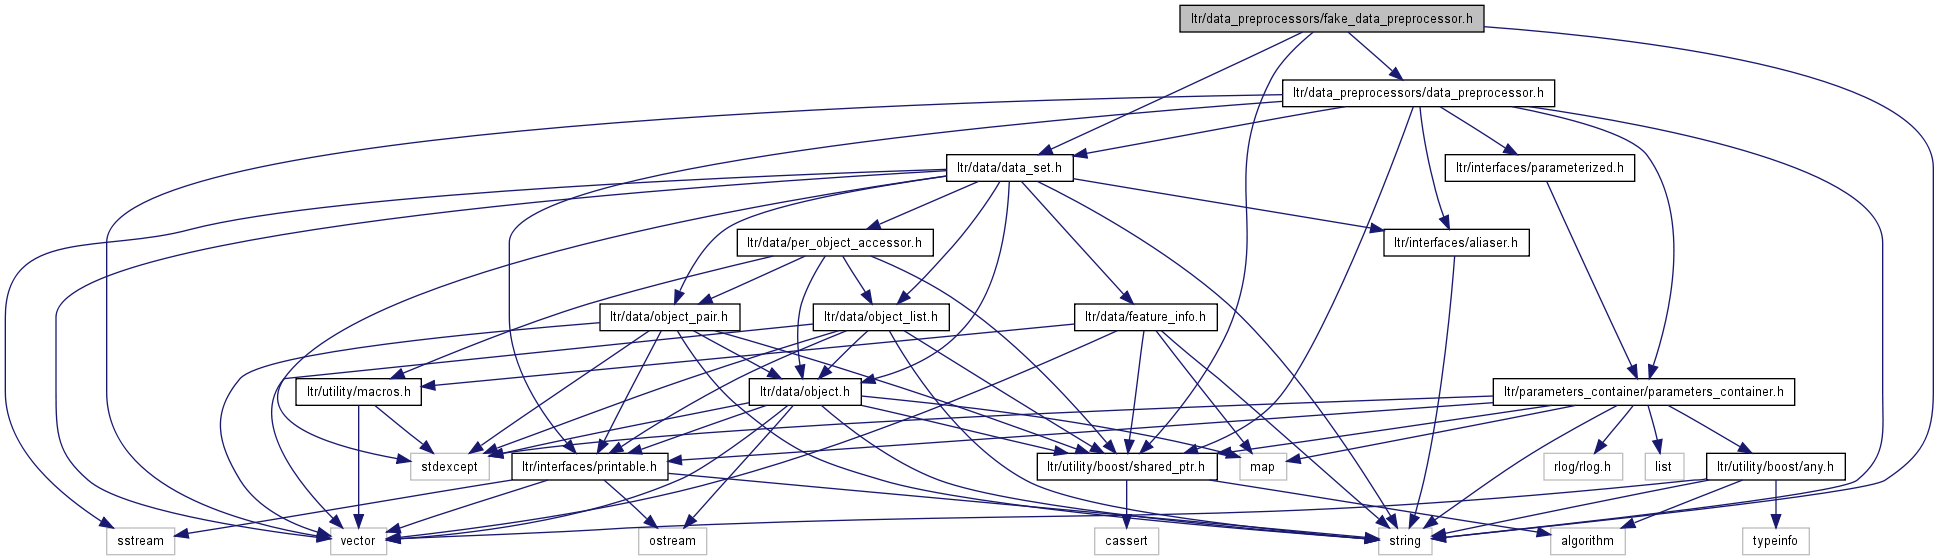 ltr/data_preprocessors/fake_data_preprocessor.h
ltr/data_preprocessors/data_preprocessor.h
ltr/data/data_set.h
ltr/interfaces/parameterized.h
ltr/data/per_object_accessor.h
ltr/interfaces/aliaser.h
ltr/data/object_pair.h
ltr/data/object_list.h
ltr/data/feature_info.h
ltr/utility/macros.h
ltr/data/object.h
ltr/parameters_container/parameters_container.h
stdexcept
ltr/interfaces/printable.h
ltr/utility/boost/shared_ptr.h
map
rlog/rlog.h
list
ltr/utility/boost/any.h
sstream
vector
ostream
cassert
string
algorithm
typeinfo